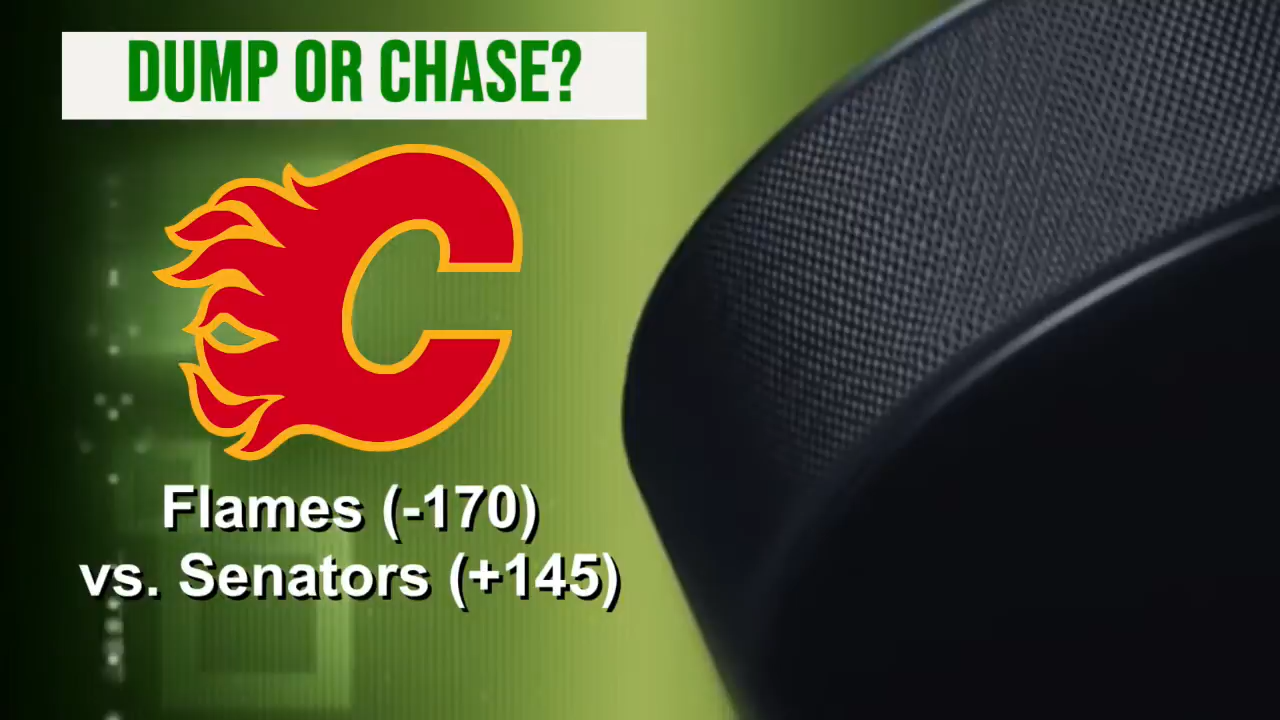 DUMP OR CHASE?
Flames (-170)
vs. Senators (+145)